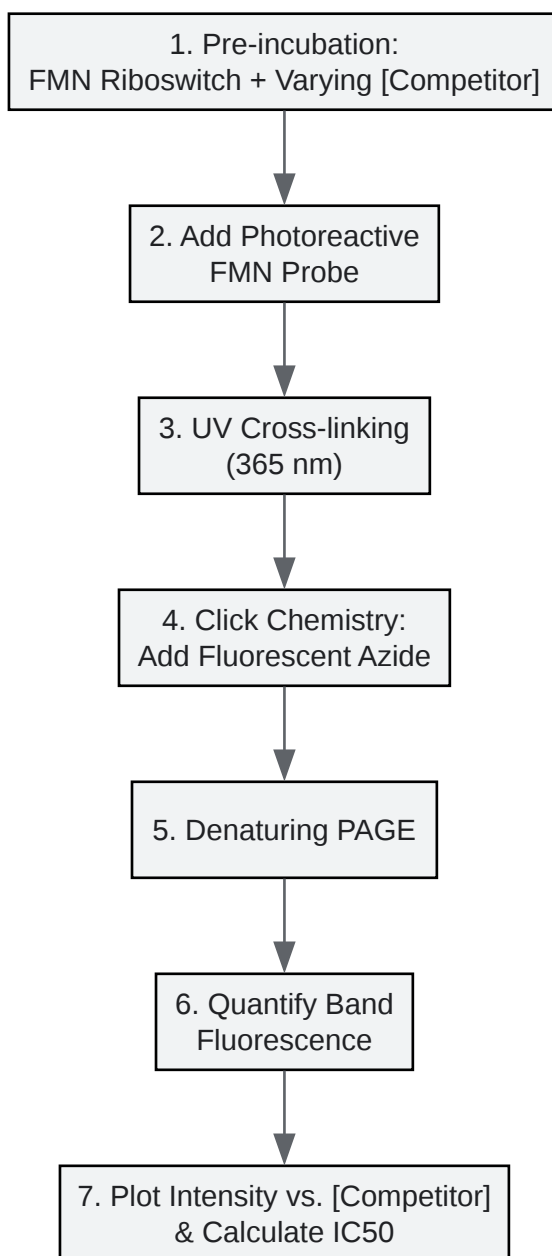 1. Pre-incubation:
FMN Riboswitch + Varying [Competitor]
2. Add Photoreactive
FMN Probe
3. UV Cross-linking
(365 nm)
4. Click Chemistry:
Add Fluorescent Azide
5. Denaturing PAGE
6. Quantify Band
Fluorescence
7. Plot Intensity vs. [Competitor]
& Calculate IC50